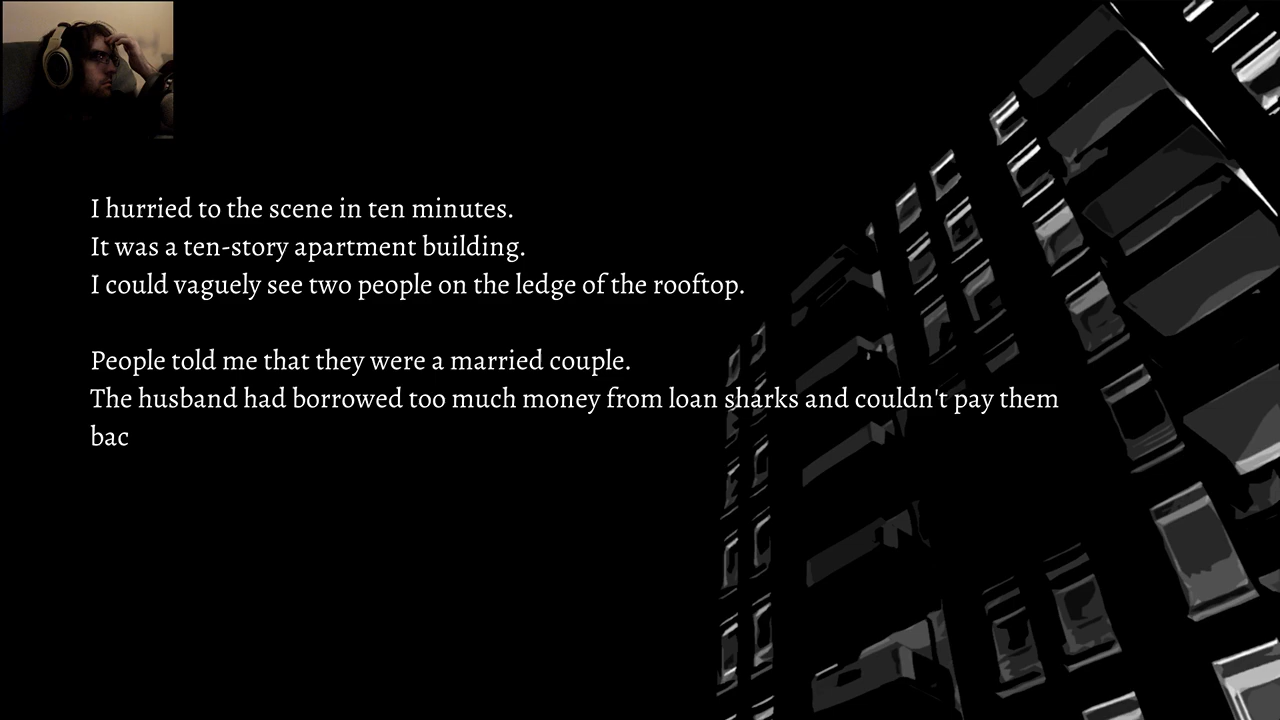 I hurried to the scene in ten minutes.
It was a ten-story apartment building.
I could vaguely see two people on the ledge of the rooftop.
People told me that they were a married couple.
The husband had borrowed too much money from loan sharks and couldn't pay them
bac